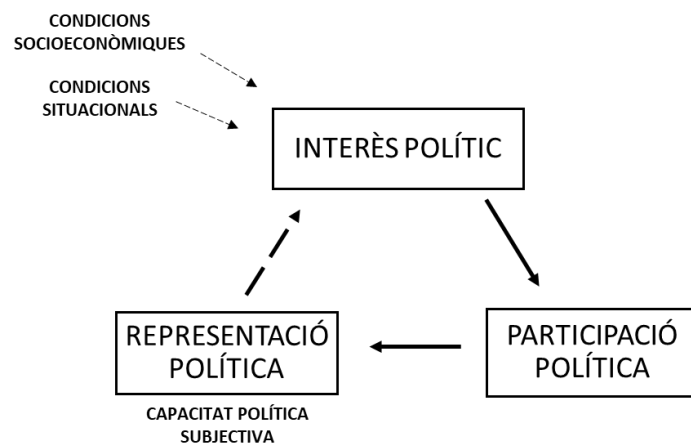 CONDICIONS
SOCIOECONÒMIQUES
CONDICIONS
SITUACIONALS
INTERÈS POLÍTIC
REPRESENTACIÓ
POLÍTICA
PARTICIPACIÓ
POLÍTICA
CAPACITAT POLÍTICA
SUBJECTIVA